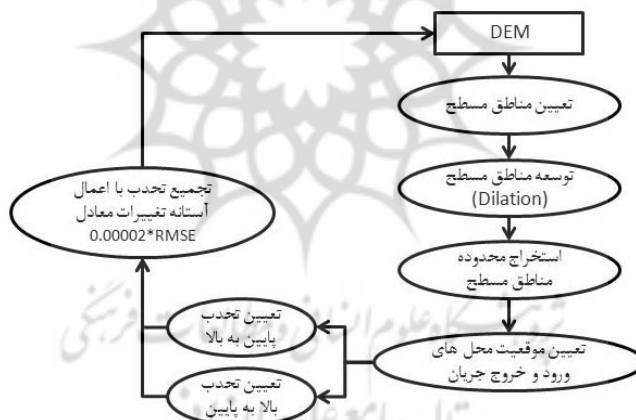 DEM
تعیین مناطق مسطح
توسعه مناطق مسطح
(Dilation)
استخراج محدوده
مناطق مسطح
تعیین موقعیت محل های
ورود و خروج جریان
تعیین تحدب
پایین به بالا
تعیین تحدب
بالا به پایین
تجمیع تحدب با اعمال
آستانه تغییرات معادل
0.00002*RMSE